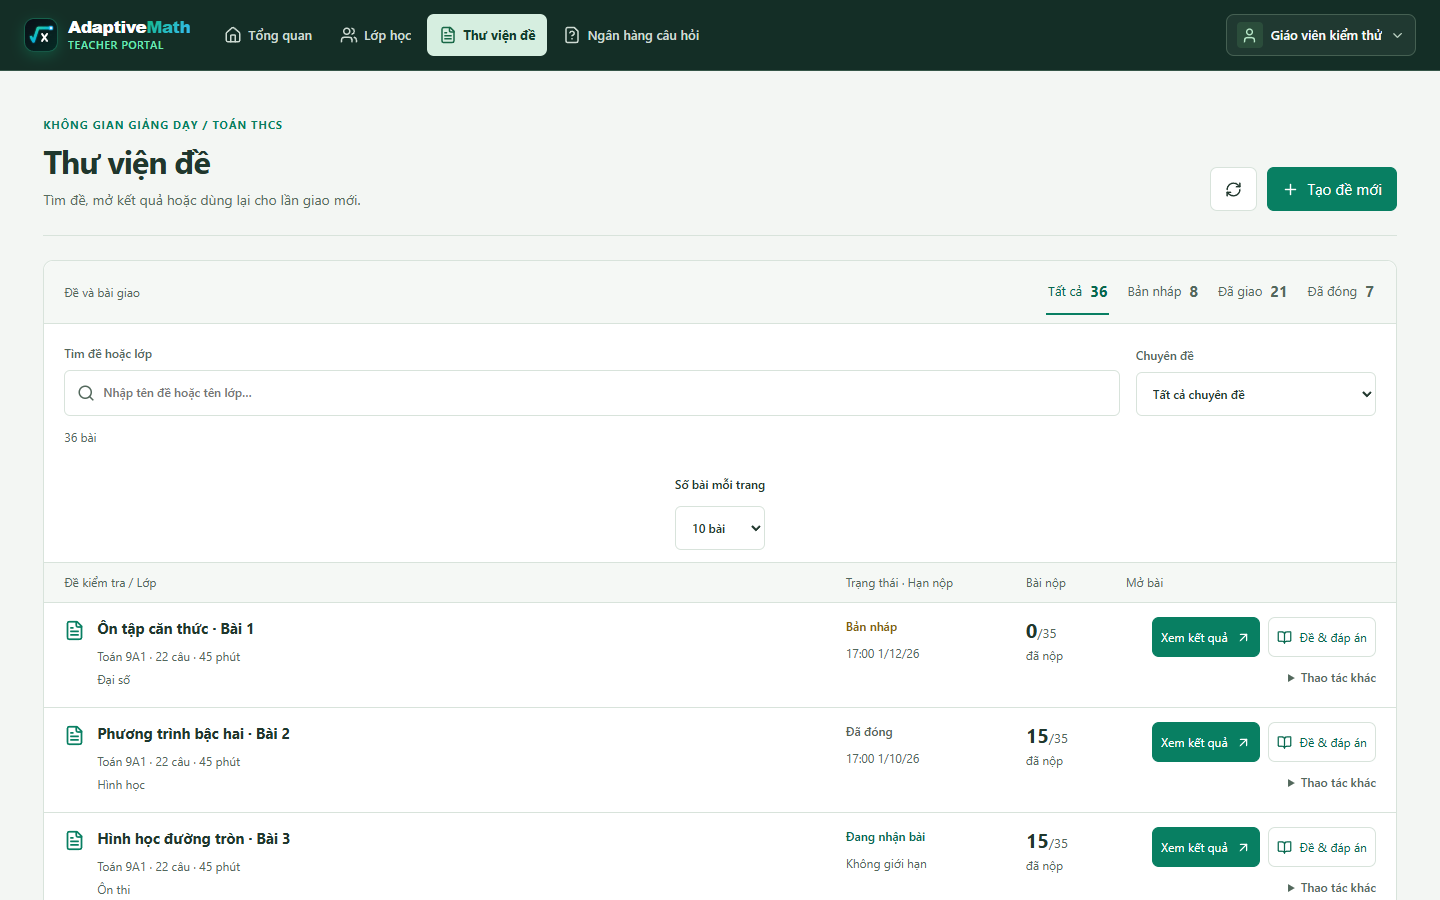 AdaptiveMath
TEACHER PORTAL
Tổng quan
Lớp học
Thư viện đề
Ngân hàng câu hỏi
Giáo viên kiểm thử
KHÔNG GIAN GIẢNG DẠY / TOÁN THCS
Thư viện đề
Tìm đề, mở kết quả hoặc dùng lại cho lần giao mới.
Tạo đề mới
Đề và bài giao
Tất cả 36
Bản nháp 8
Đã giao 21
Đã đóng 7
Tìm đề hoặc lớp
Nhập tên đề hoặc tên lớp...
Chuyên đề
Tất cả chuyên đề
36 bài
Số bài mỗi trang
10 bài
Đề kiểm tra / Lớp
Trạng thái · Hạn nộp
Bài nộp
Mở bài
Ôn tập căn thức · Bài 1
Toán 9A1 · 22 câu · 45 phút
Đại số
Bản nháp
17:00 1/12/26
0/35
đã nộp
Xem kết quả
Đề & đáp án
Thao tác khác
Phương trình bậc hai · Bài 2
Toán 9A1 · 22 câu · 45 phút
Hình học
Đã đóng
17:00 1/10/26
15/35
đã nộp
Xem kết quả
Đề & đáp án
Thao tác khác
Hình học đường tròn · Bài 3
Toán 9A1 · 22 câu · 45 phút
Ôn thi
Đang nhận bài
Không giới hạn
15/35
đã nộp
Xem kết quả
Đề & đáp án
Thao tác khác